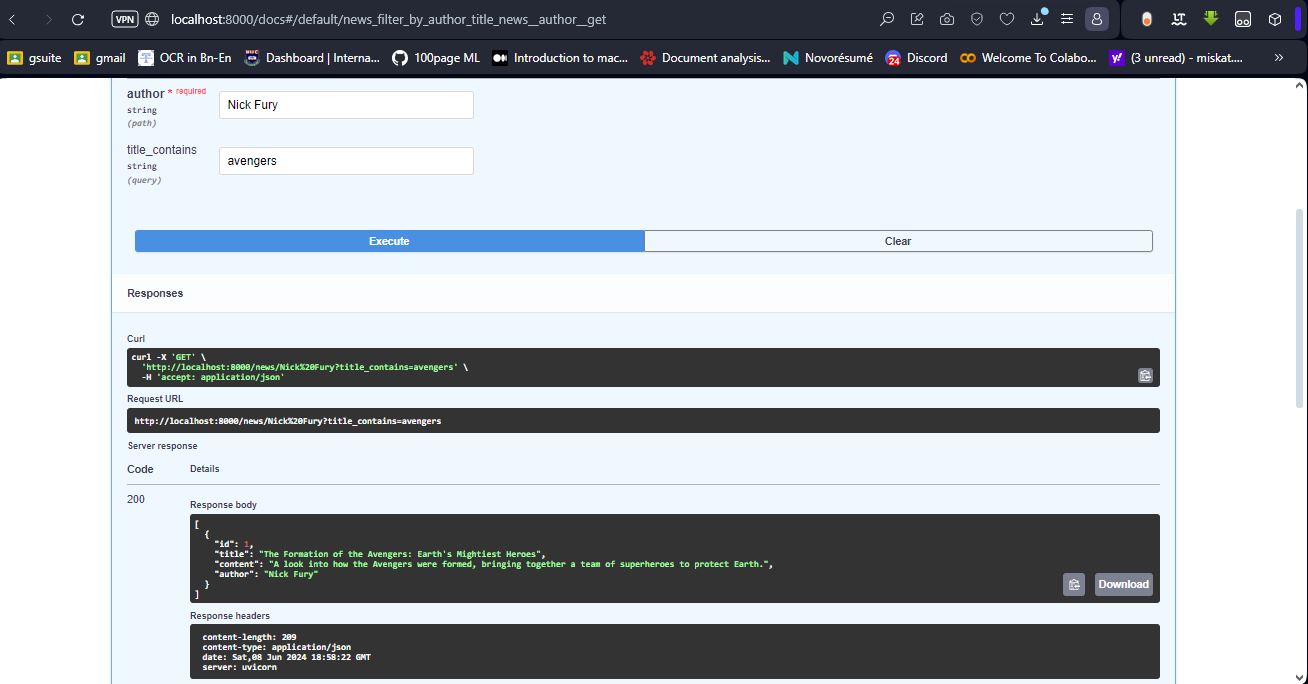 VPN localhost:8000/docs#/default/news_filter_by_author_title_news__author__get
gsuite gmail OCR in Bn-En Dashboard | Interna... 100page ML Introduction to mac... Document analysis... Novorésumé 24 Discord Welcome To Colabo... (3 unread) - miskat.... »
author * required
string
(path)
Nick Fury
title_contains
string
(query)
avengers
Execute Clear
Responses
Curl
curl -X 'GET' \
'http://localhost:8000/news/Nick%20Fury?title_contains=avengers' \
-H 'accept: application/json'
Request URL
http://localhost:8000/news/Nick%20Fury?title_contains=avengers
Server response
Code Details
200
Response body
[
{
"id": 1,
"title": "The Formation of the Avengers: Earth's Mightiest Heroes",
"content": "A look into how the Avengers were formed, bringing together a team of superheroes to protect Earth.",
"author": "Nick Fury"
}
]
Download
Response headers
content-length: 209
content-type: application/json
date: Sat,08 Jun 2024 18:58:22 GMT
server: uvicorn